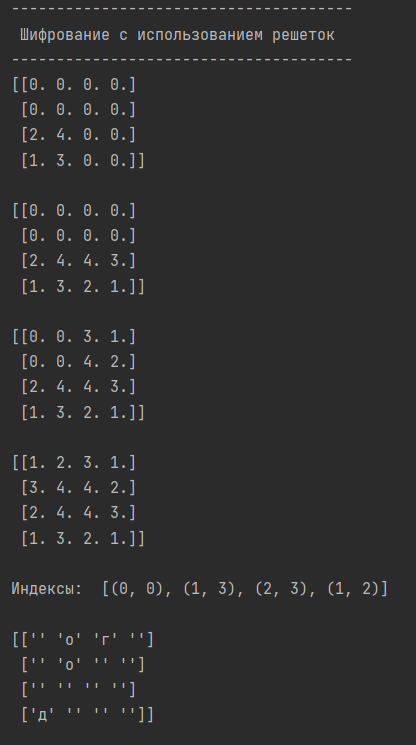 --------------------------------------
Шифрование с использованием решеток
--------------------------------------
[[0. 0. 0. 0.]
[0. 0. 0. 0.]
[2. 4. 0. 0.]
[1. 3. 0. 0.]]
[[0. 0. 0. 0.]
[0. 0. 0. 0.]
[2. 4. 4. 3.]
[1. 3. 2. 1.]]
[[0. 0. 3. 1.]
[0. 0. 4. 2.]
[2. 4. 4. 3.]
[1. 3. 2. 1.]]
[[1. 2. 3. 1.]
[3. 4. 4. 2.]
[2. 4. 4. 3.]
[1. 3. 2. 1.]]
Индексы:  [(0, 0), (1, 3), (2, 3), (1, 2)]
[['' 'о' 'г' '']
['' 'о' '' '']
['' '' '' '']
['д' '' '' '']]